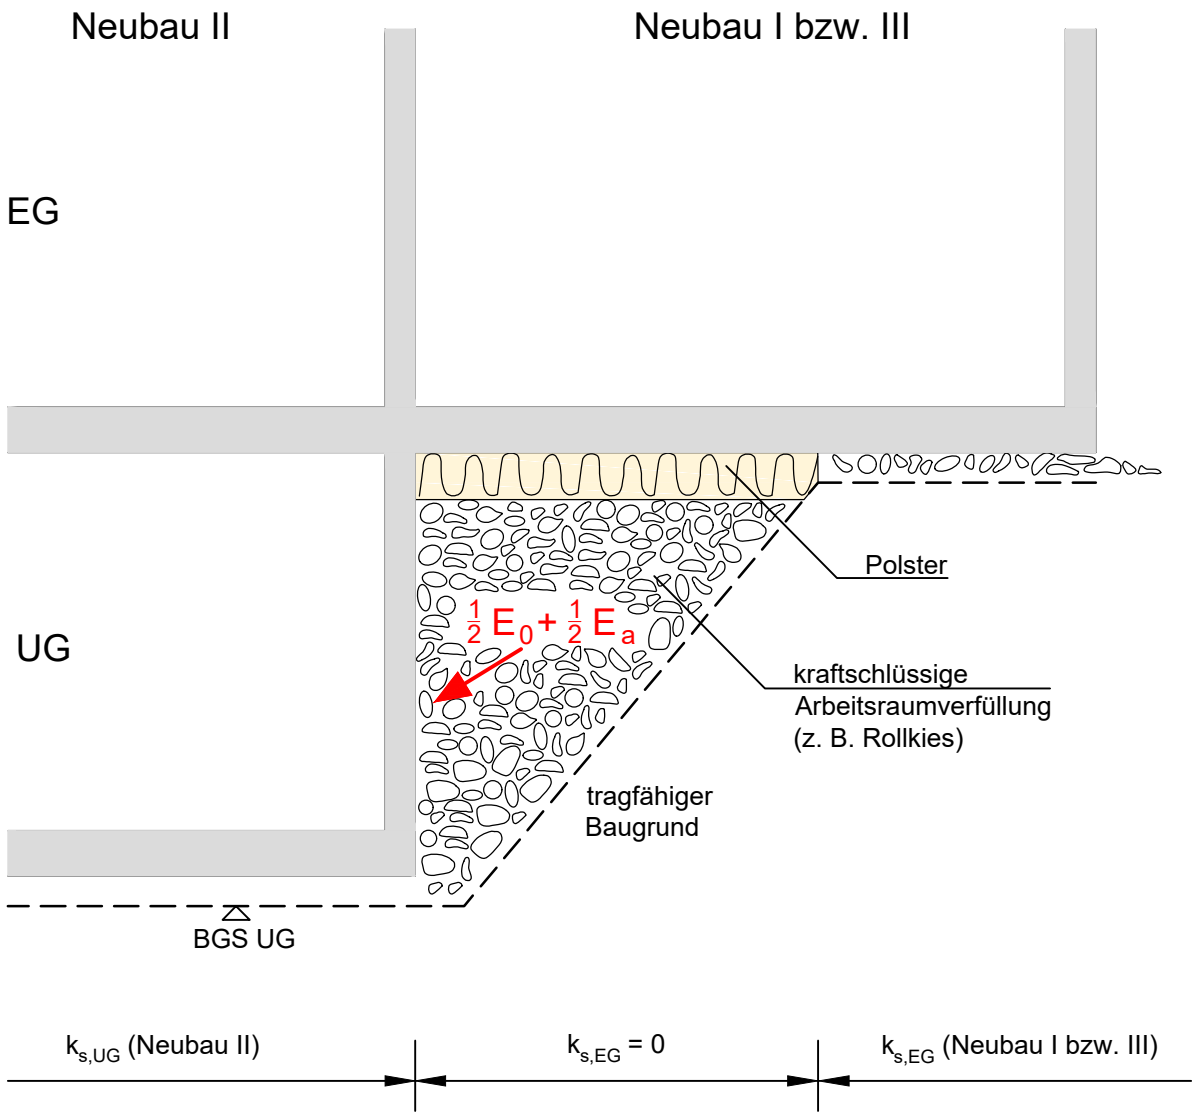 Neubau II
Neubau I bzw. III
EG
Polster
1/2 E0 + 1/2 Ea
UG
kraftschlüssige
Arbeitsraumverfüllung
(z. B. Rollkies)
tragfähiger
Baugrund
BGS UG
ks,UG (Neubau II)
ks,EG = 0
ks,EG (Neubau I bzw. III)